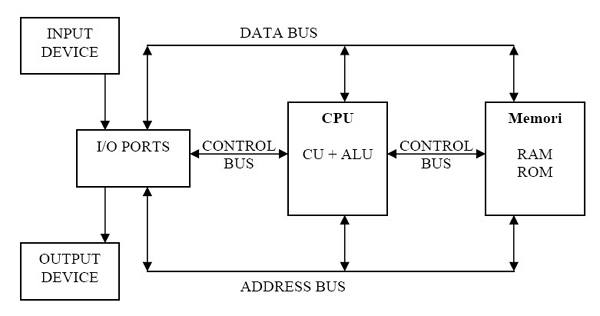 INPUT
DEVICE
DATA BUS
I/O PORTS
CONTROL
BUS
CPU
CU + ALU
CONTROL
BUS
Memori
RAM
ROM
OUTPUT
DEVICE
ADDRESS BUS